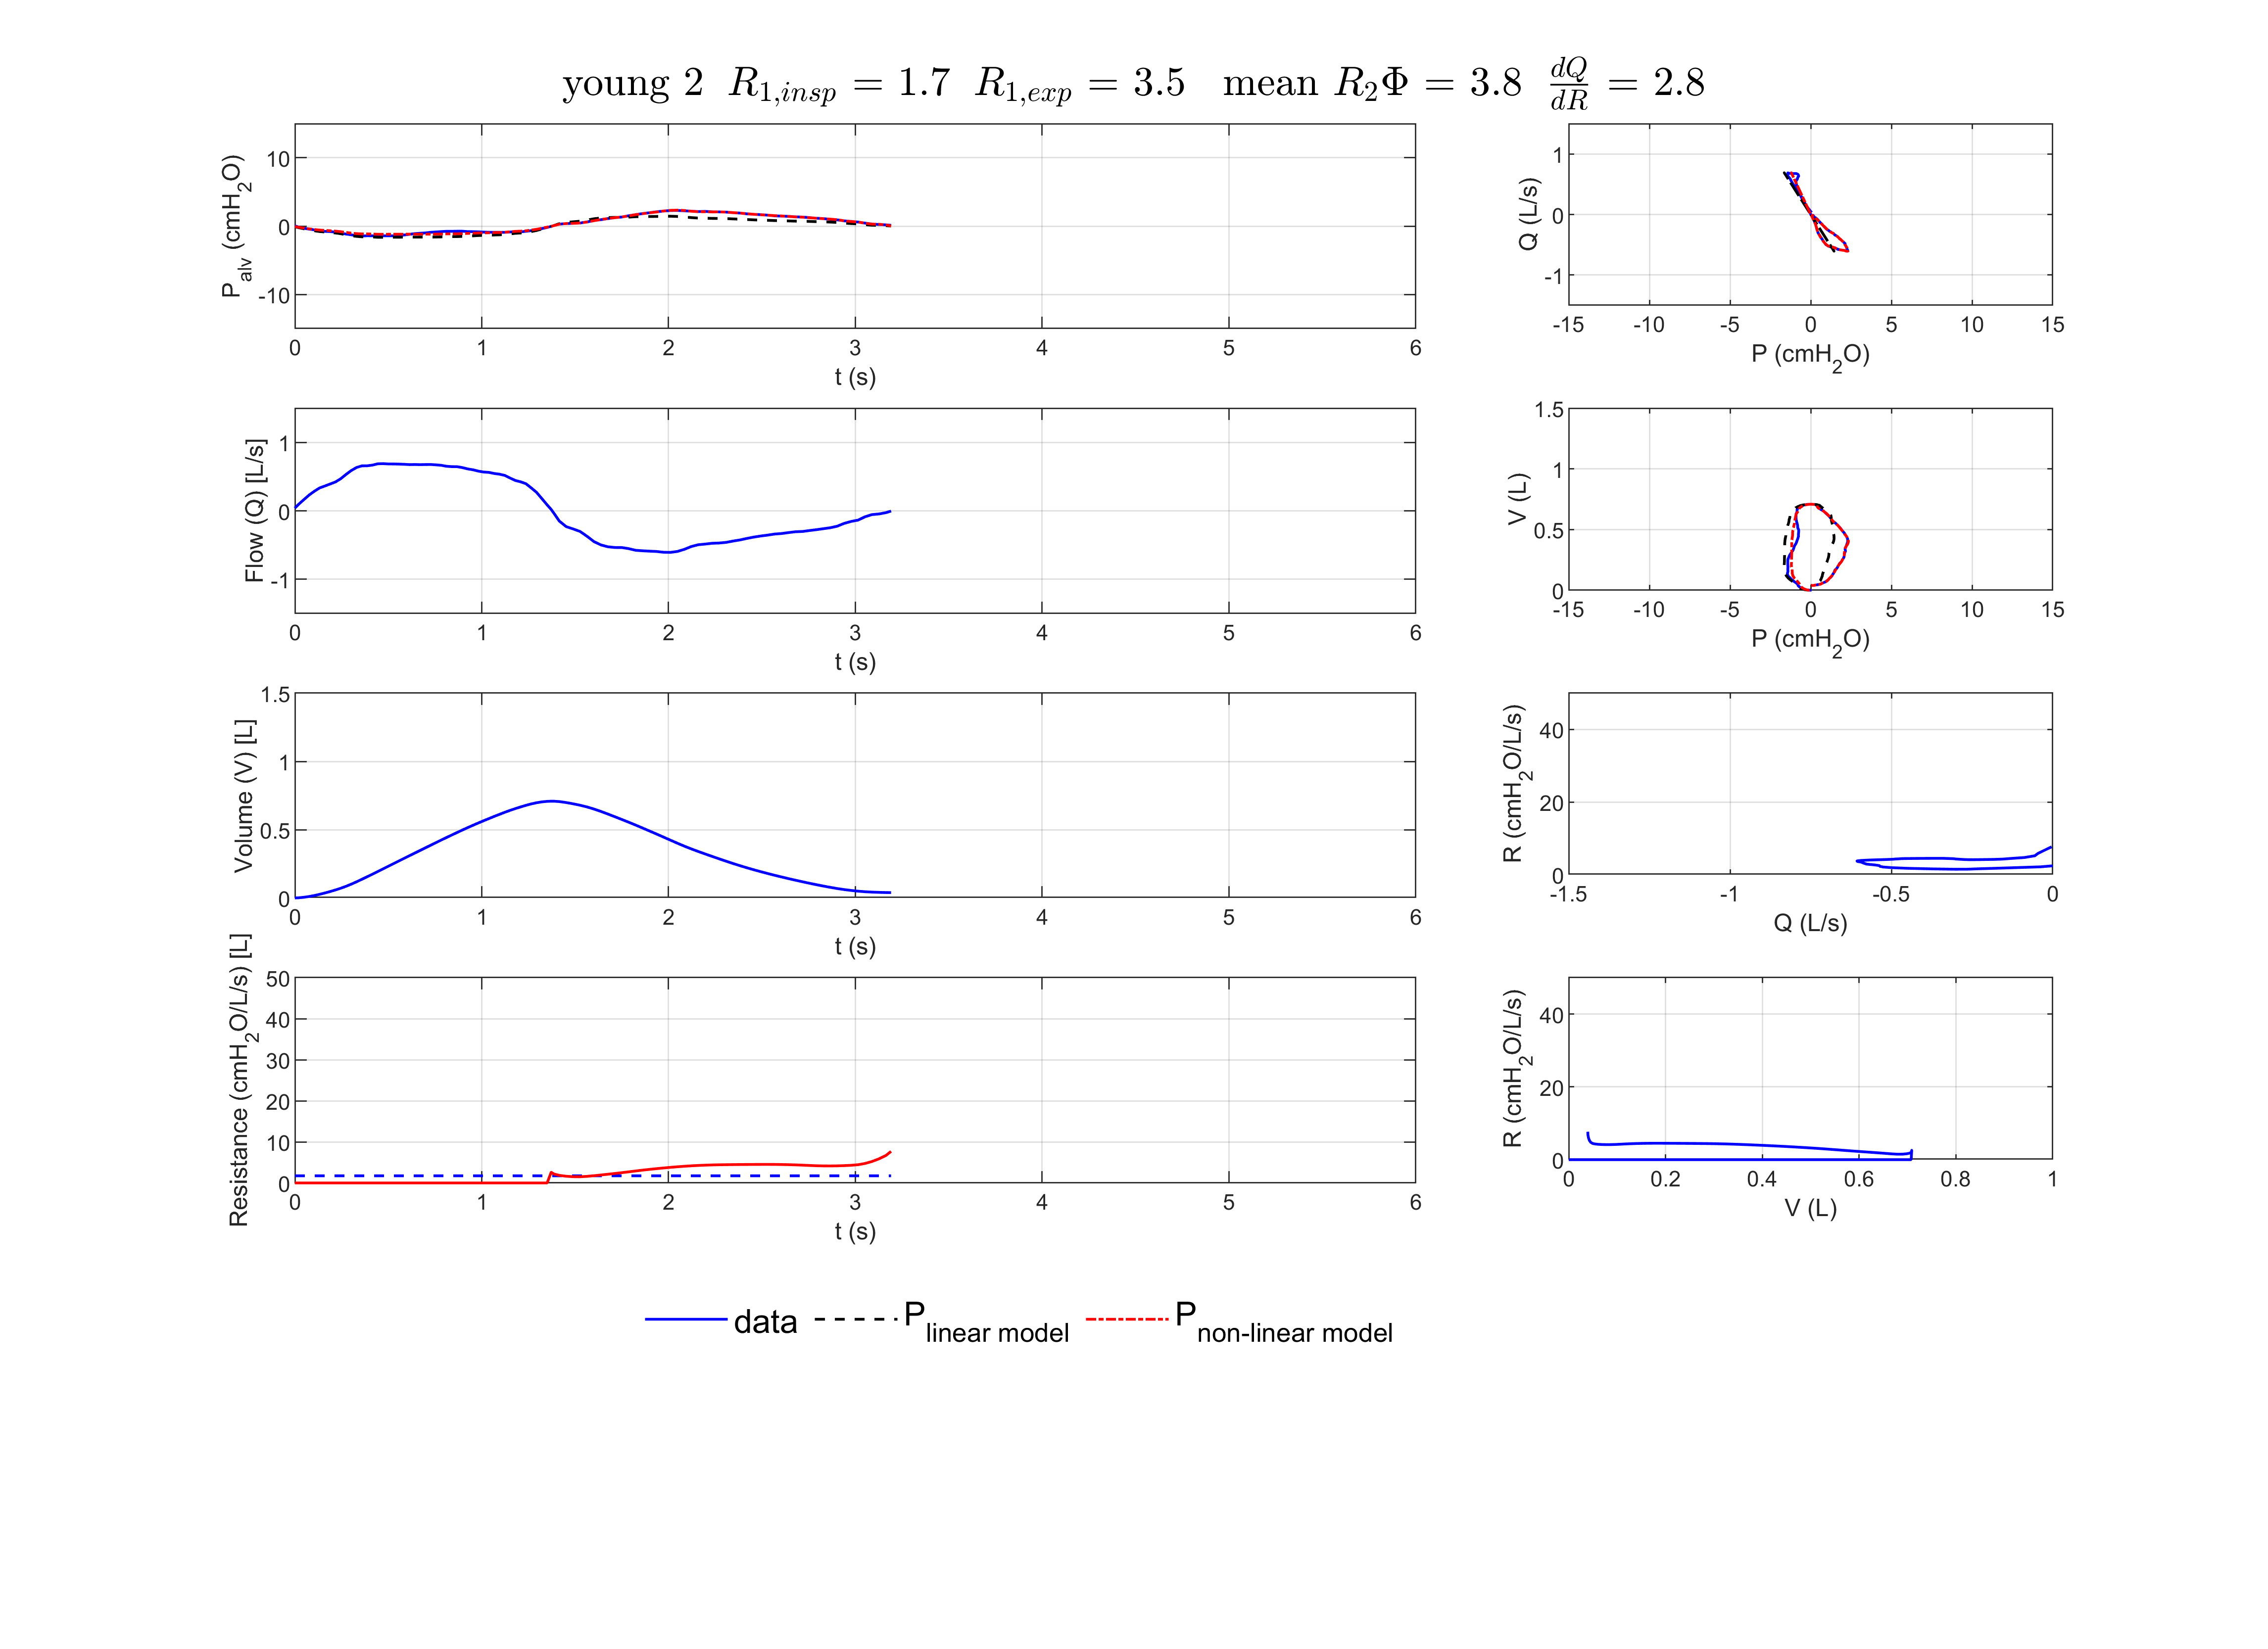 young 2 R1,insp = 1.7 R1,exp = 3.5 mean R2Φ = 3.8 dQ/dR = 2.8
Palv (cmH2O)
10
0
-10
0 1 2 3 4 5 6
t (s)
Q (L/s)
1
0
-1
-15 -10 -5 0 5 10 15
P (cmH2O)
Flow (Q) [L/s]
1
0
-1
0 1 2 3 4 5 6
t (s)
V (L)
1.5
1
0.5
0
-15 -10 -5 0 5 10 15
P (cmH2O)
Volume (V) [L]
1.5
1
0.5
0
0 1 2 3 4 5 6
t (s)
R (cmH2O/L/s)
40
20
0
-1.5 -1 -0.5 0
Q (L/s)
Resistance (cmH2O/L/s) [L]
50
40
30
20
10
0
0 1 2 3 4 5 6
t (s)
R (cmH2O/L/s)
40
20
0
0 0.2 0.4 0.6 0.8 1
V (L)
data Plinear model Pnon-linear model